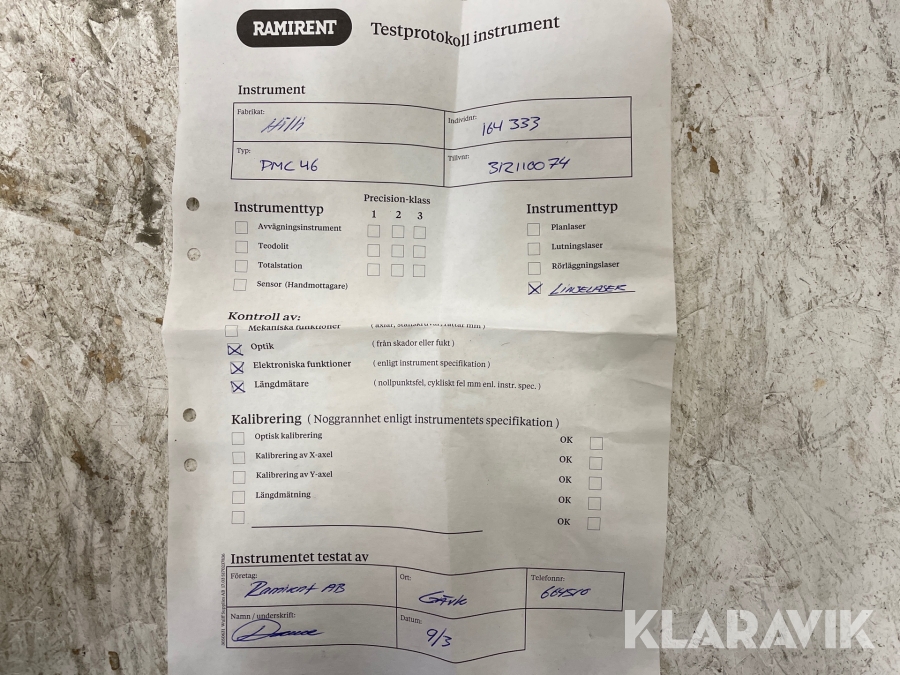 RAMIRENT Testprotokoll instrument
Instrument
Fabrikat: Hilti Individnr: 164 333
Typ: PMC 46 Tillvnr: 312110074
Precision-klass
Instrumenttyp 1 2 3 Instrumenttyp
Avvägningsinstrument Planlaser
Teodolit Lutningslaser
Totalstation Rörläggningslaser
Sensor (Handmottagare) LINJELASER
Kontroll av:
Mekaniska funktioner
Optik (från skador eller fukt)
Elektroniska funktioner (enligt instrument specifikation)
Längdmätare (nollpunktsfel, cykliskt fel mm enl. instr. spec.)
Kalibrering (Noggrannhet enligt instrumentets specifikation)
Optisk kalibrering OK
Kalibrering av X-axel OK
Kalibrering av Y-axel OK
Längdmätning OK
OK
Instrumentet testat av
Företag: Ramirent AB Ort: Gävle Telefonnr: 664510
Namn / underskrift: Datum: 9/3
KLARAVIK